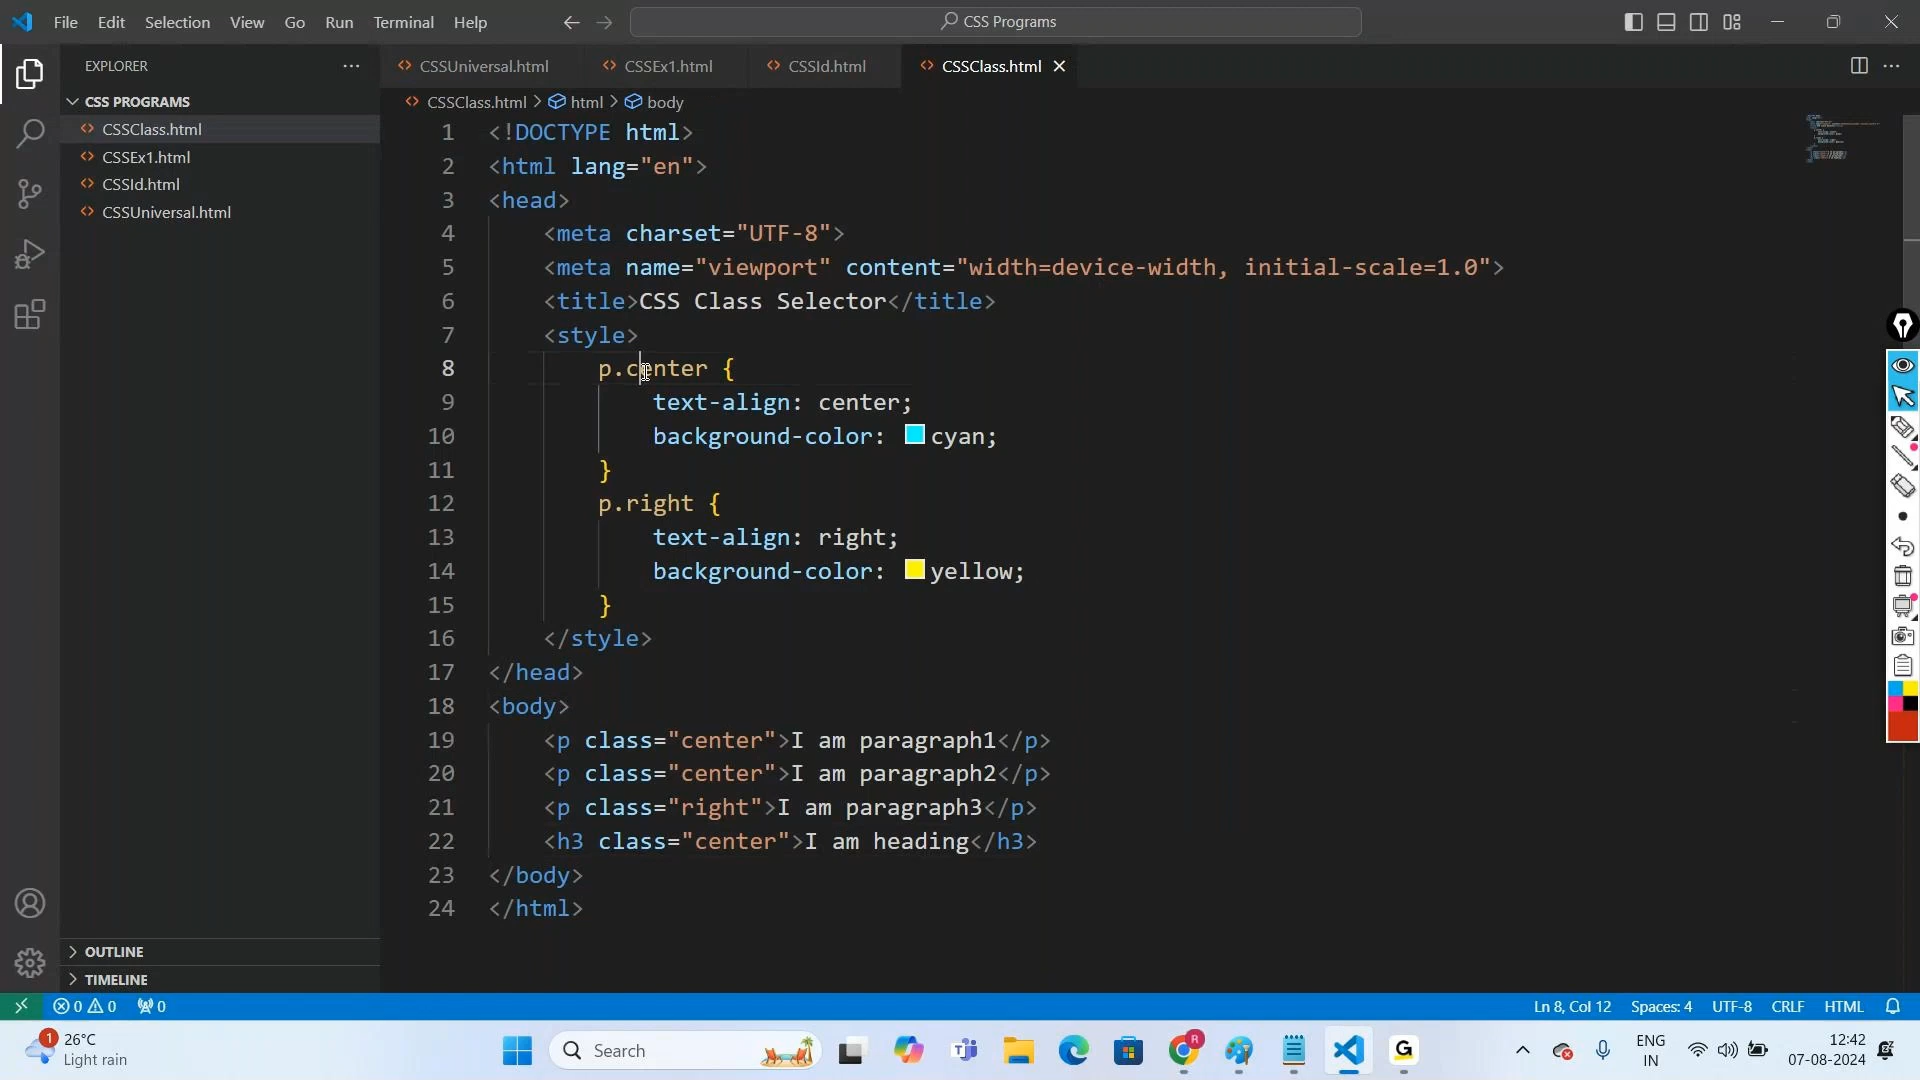 File Edit Selection View Go Run Terminal Help CSS Programs
EXPLORER
CSSUniversal.html CSSEx1.html CSSId.html CSSClass.html
CSS PROGRAMS
CSSClass.html
CSSEx1.html
CSSId.html
CSSUniversal.html
CSSClass.html > html > body
1 <!DOCTYPE html>
2 <html lang="en">
3 <head>
4 <meta charset="UTF-8">
5 <meta name="viewport" content="width=device-width, initial-scale=1.0">
6 <title>CSS Class Selector</title>
7 <style>
8 p.center {
9 text-align: center;
10 background-color: cyan;
11 }
12 p.right {
13 text-align: right;
14 background-color: yellow;
15 }
16 </style>
17 </head>
18 <body>
19 <p class="center">I am paragraph1</p>
20 <p class="center">I am paragraph2</p>
21 <p class="right">I am paragraph3</p>
22 <h3 class="center">I am heading</h3>
23 </body>
24 </html>
OUTLINE
TIMELINE
0 0 0 Ln 8, Col 12 Spaces: 4 UTF-8 CRLF HTML
1 26°C
Light rain
Search
R
G
ENG
IN
12:42
07-08-2024